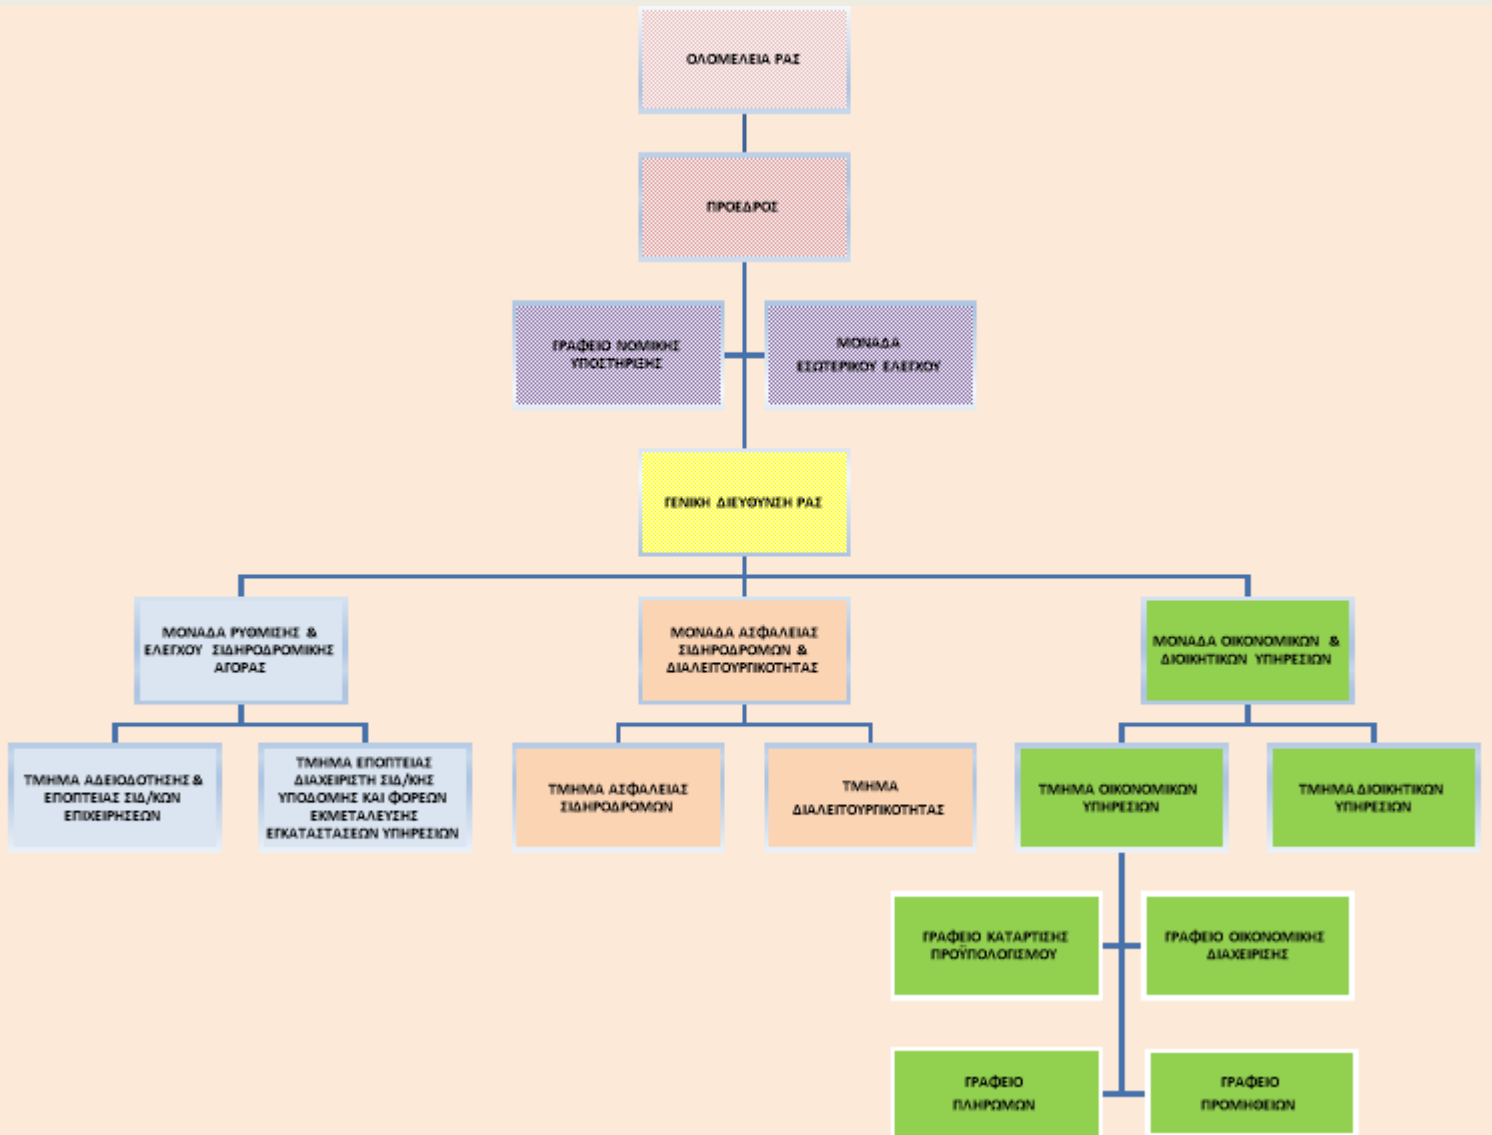 ΟΛΟΜΕΛΕΙΑ ΡΑΣ
ΠΡΟΕΔΡΟΣ
ΓΡΑΦΕΙΟ ΝΟΜΙΚΗΣ
ΥΠΟΣΤΗΡΙΞΗΣ
ΜΟΝΑΔΑ
ΕΣΩΤΕΡΙΚΟΥ ΕΛΕΓΧΟΥ
ΓΕΝΙΚΗ ΔΙΕΥΘΥΝΣΗ ΡΑΣ
ΜΟΝΑΔΑ ΡΥΘΜΙΣΗΣ &
ΕΛΕΓΧΟΥ ΣΙΔΗΡΟΔΡΟΜΙΚΗΣ
ΑΓΟΡΑΣ
ΜΟΝΑΔΑ ΑΣΦΑΛΕΙΑΣ
ΣΙΔΗΡΟΔΡΟΜΩΝ &
ΔΙΑΛΕΙΤΟΥΡΓΙΚΟΤΗΤΑΣ
ΜΟΝΑΔΑ ΟΙΚΟΝΟΜΙΚΩΝ &
ΔΙΟΙΚΗΤΙΚΩΝ ΥΠΗΡΕΣΙΩΝ
ΤΜΗΜΑ ΑΔΕΙΟΔΟΤΗΣΗΣ &
ΕΠΟΠΤΕΙΑΣ ΣΙΔ/ΚΩΝ
ΕΠΙΧΕΙΡΗΣΕΩΝ
ΤΜΗΜΑ ΕΠΟΠΤΕΙΑΣ
ΔΙΑΧΕΙΡΙΣΤΗ ΣΙΔ/ΚΗΣ
ΥΠΟΔΟΜΗΣ ΚΑΙ ΦΟΡΕΩΝ
ΕΚΜΕΤΑΛΕΥΣΗΣ
ΕΓΚΑΤΑΣΤΑΣΕΩΝ ΥΠΗΡΕΣΙΩΝ
ΤΜΗΜΑ ΑΣΦΑΛΕΙΑΣ
ΣΙΔΗΡΟΔΡΟΜΩΝ
ΤΜΗΜΑ
ΔΙΑΛΕΙΤΟΥΡΓΙΚΟΤΗΤΑΣ
ΤΜΗΜΑ ΟΙΚΟΝΟΜΙΚΩΝ
ΥΠΗΡΕΣΙΩΝ
ΤΜΗΜΑ ΔΙΟΙΚΗΤΙΚΩΝ
ΥΠΗΡΕΣΙΩΝ
ΓΡΑΦΕΙΟ ΚΑΤΑΡΤΙΣΗΣ
ΠΡΟΫΠΟΛΟΓΙΣΜΟΥ
ΓΡΑΦΕΙΟ ΟΙΚΟΝΟΜΙΚΗΣ
ΔΙΑΧΕΙΡΙΣΗΣ
ΓΡΑΦΕΙΟ
ΠΛΗΡΩΜΩΝ
ΓΡΑΦΕΙΟ
ΠΡΟΜΗΘΕΙΩΝ